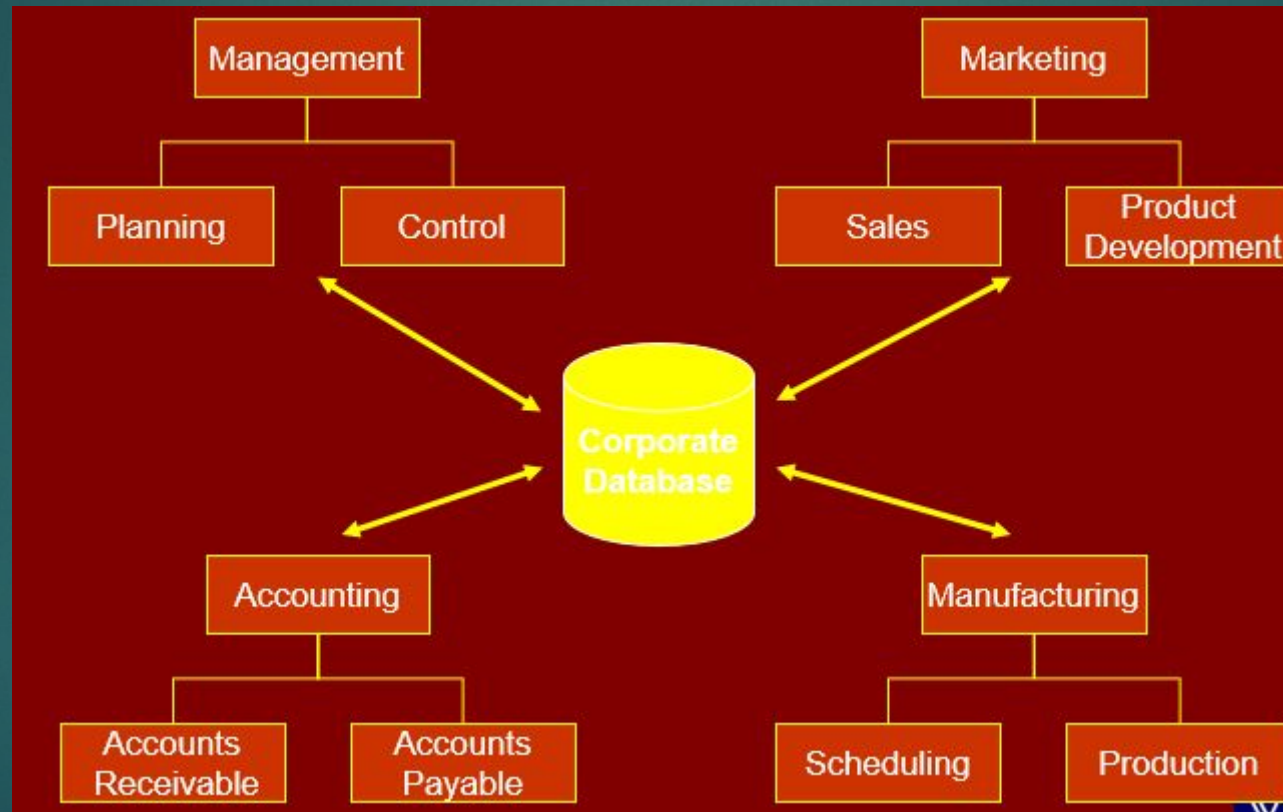 Management
Marketing
Planning
Control
Sales
Product
Development
Corporate
Database
Accounting
Manufacturing
Accounts
Receivable
Accounts
Payable
Scheduling
Production